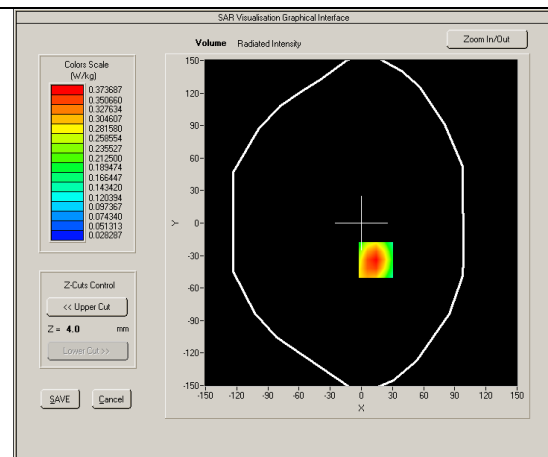 SAR Visualisation Graphical Interface
Volume Radiated Intensity
Zoom In/Out
Colors Scale
(W/kg)
0.373687
0.350660
0.327634
0.304607
0.281580
0.258554
0.235527
0.212500
0.189474
0.166447
0.143420
0.120394
0.097367
0.074340
0.051313
0.028287
Z-Cuts Control
<< Upper Cut
Z = 4.0 mm
Lower Cut >>
SAVE Cancel
150
120
90
60
30
0
-30
-60
-90
-120
-150
Y
-150 -120 -90 -60 -30 0 30 60 90 120 150
X